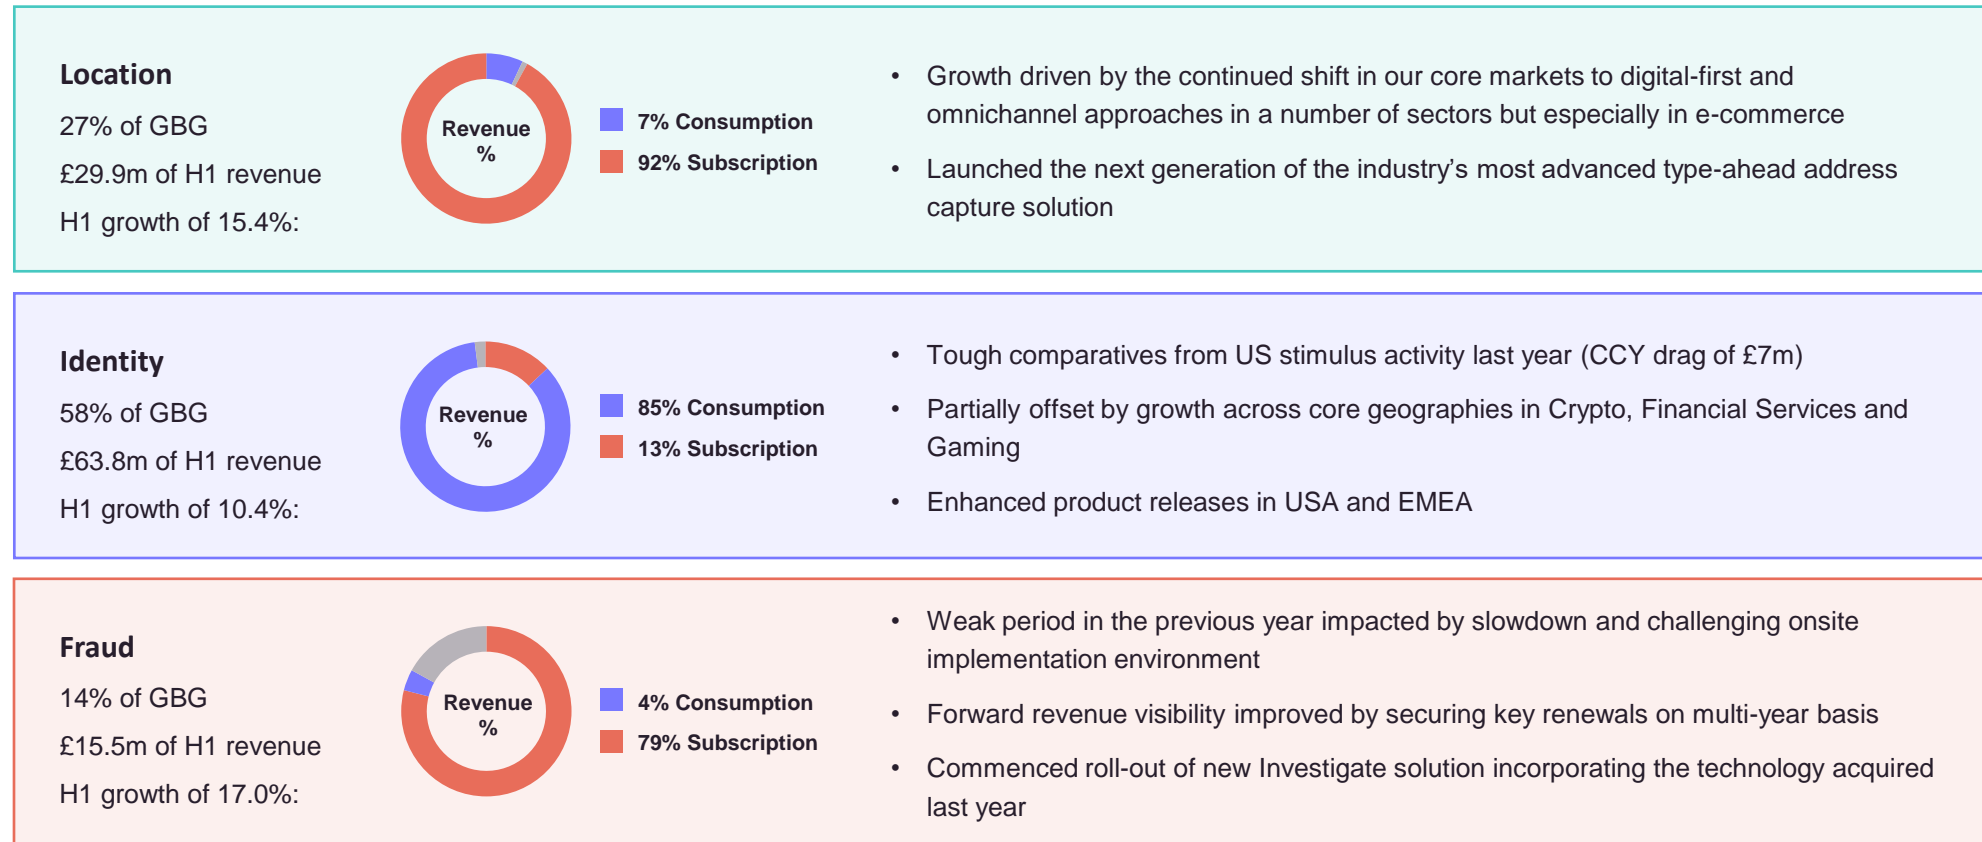 Location
27% of GBG
£29.9m of H1 revenue
H1 growth of 15.4%:
Revenue
%
7% Consumption
92% Subscription
• Growth driven by the continued shift in our core markets to digital-first and
omnichannel approaches in a number of sectors but especially in e-commerce
• Launched the next generation of the industry’s most advanced type-ahead address
capture solution
Identity
58% of GBG
£63.8m of H1 revenue
H1 growth of 10.4%:
Revenue
%
85% Consumption
13% Subscription
• Tough comparatives from US stimulus activity last year (CCY drag of £7m)
• Partially offset by growth across core geographies in Crypto, Financial Services and
Gaming
• Enhanced product releases in USA and EMEA
Fraud
14% of GBG
£15.5m of H1 revenue
H1 growth of 17.0%:
Revenue
%
4% Consumption
79% Subscription
• Weak period in the previous year impacted by slowdown and challenging onsite
implementation environment
• Forward revenue visibility improved by securing key renewals on multi-year basis
• Commenced roll-out of new Investigate solution incorporating the technology acquired
last year